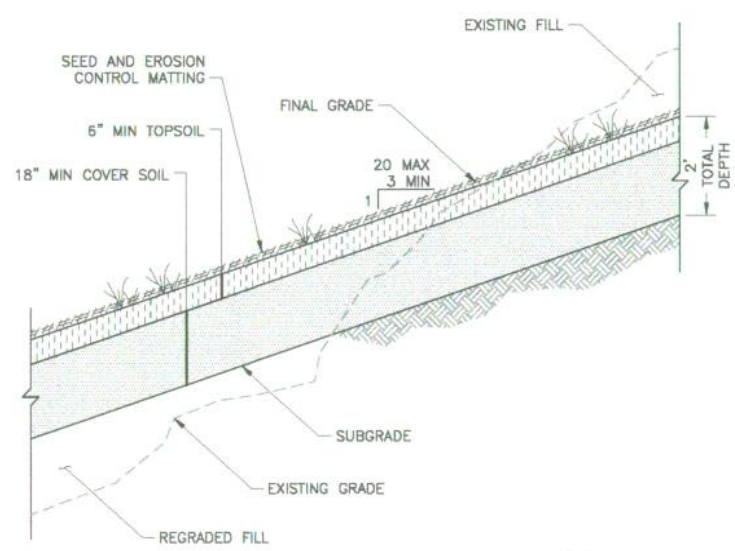 EXISTING FILL
SEED AND EROSION
CONTROL MATTING
FINAL GRADE
6" MIN TOPSOIL
20 MAX
3 MIN
1
18" MIN COVER SOIL
2'
TOTAL
DEPTH
SUBGRADE
EXISTING GRADE
REGRADED FILL